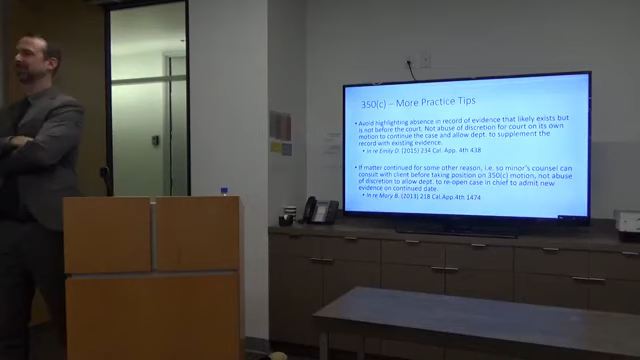 350(c) – More Practice Tips
• Avoid highlighting absence in record of evidence that likely exists but
is not before the court. Not abuse of discretion for court on its own
motion to continue the case and allow dept. to supplement the
record with existing evidence.
• In re Emily D. (2015) 234 Cal. App. 4th 438
• If matter continued for some other reason, i.e. so minor's counsel can
consult with client before taking position on 350(c) motion, not abuse
of discretion to allow dept. to re-open case in chief to admit new
evidence on continued date.
• In re Mary B. (2013) 218 Cal.App.4th 1474